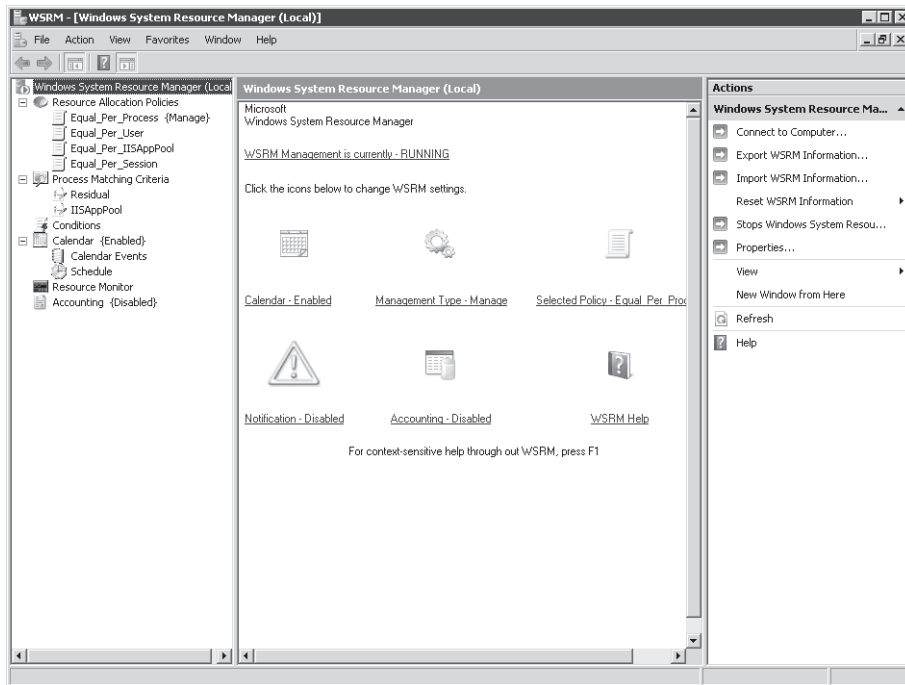 WSRM - [Windows System Resource Manager (Local)]
File Action View Favorites Window Help
Windows System Resource Manager (Local
Resource Allocation Policies
Equal_Per_Process {Manage}
Equal_Per_User
Equal_Per_IISAppPool
Equal_Per_Session
Process Matching Criteria
Residual
IISAppPool
Conditions
Calendar {Enabled}
Calendar Events
Schedule
Resource Monitor
Accounting {Disabled}
Windows System Resource Manager (Local)
Microsoft
Windows System Resource Manager
WSRM Management is currently - RUNNING
Click the icons below to change WSRM settings.
Calendar - Enabled Management Type - Manage Selected Policy - Equal_Per_Proc
Notification - Disabled Accounting - Disabled WSRM Help
For context-sensitive help through out WSRM, press F1
Actions
Windows System Resource Ma...
Connect to Computer...
Export WSRM Information...
Import WSRM Information...
Reset WSRM Information
Stops Windows System Resou...
Properties...
View
New Window from Here
Refresh
Help